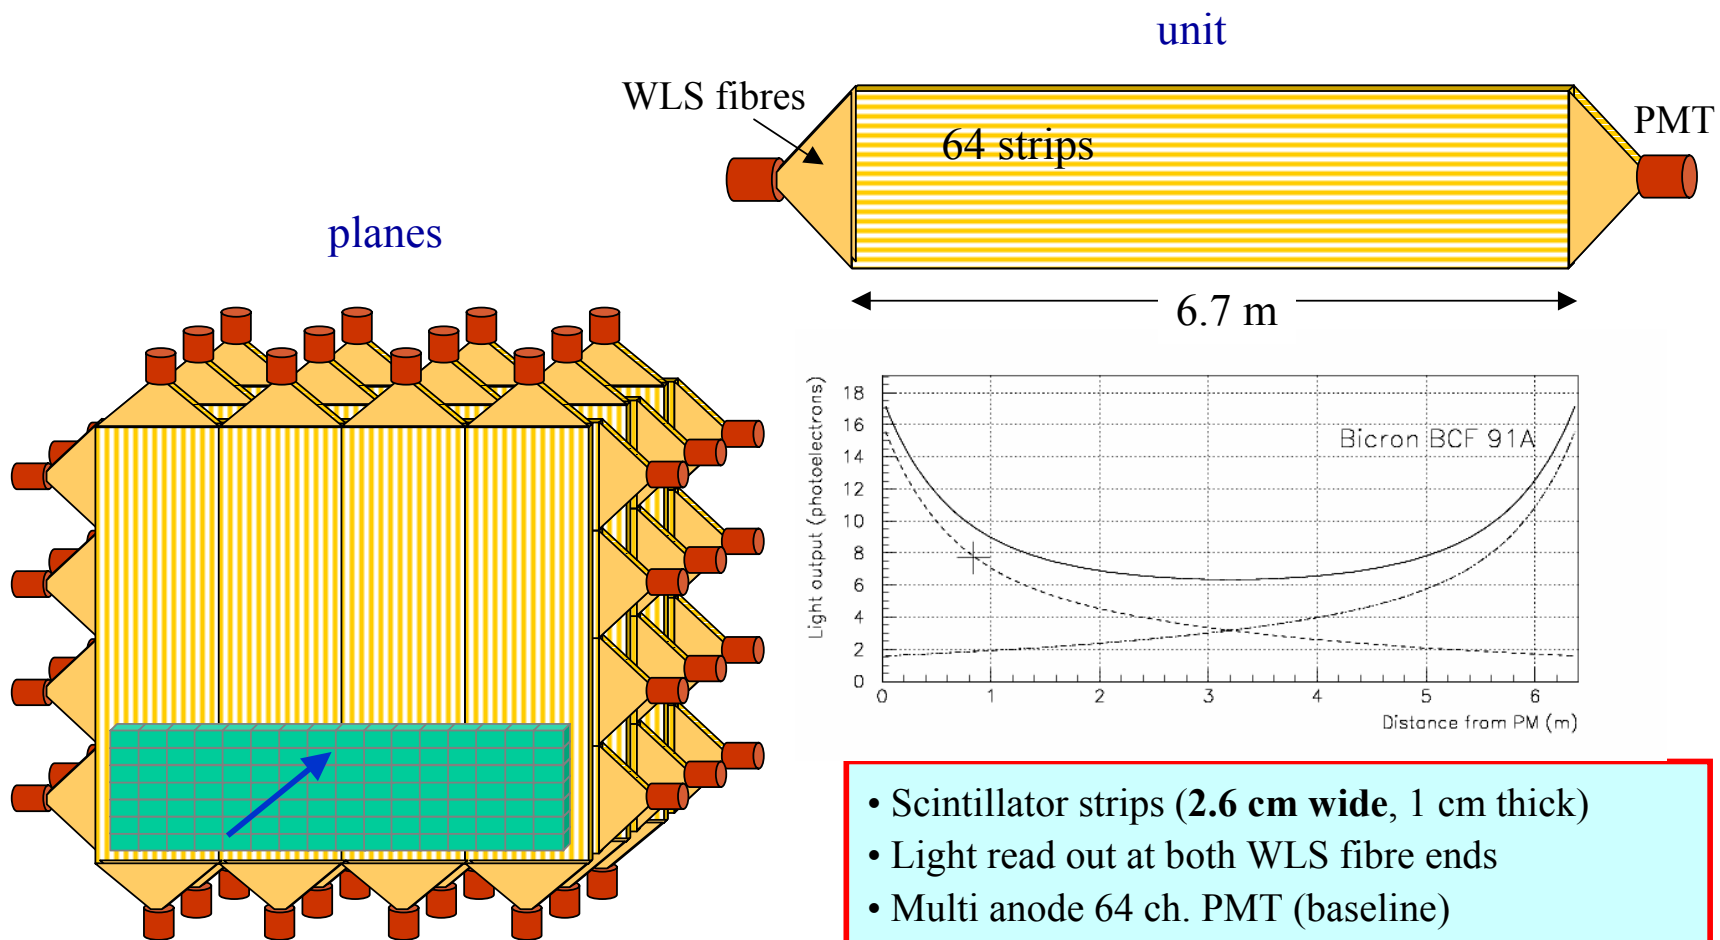 unit
WLS fibres
64 strips
PMT
6.7 m
planes
Light output (photoelectrons)
18
16
14
12
10
8
6
4
2
0
Bicron BCF 91A
0 1 2 3 4 5 6
Distance from PM (m)
• Scintillator strips (2.6 cm wide, 1 cm thick)
• Light read out at both WLS fibre ends
• Multi anode 64 ch. PMT (baseline)